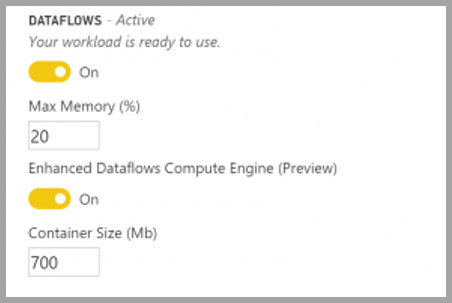 DATAFLOWS - Active
Your workload is ready to use.
On
Max Memory (%)
20
Enhanced Dataflows Compute Engine (Preview)
On
Container Size (Mb)
700